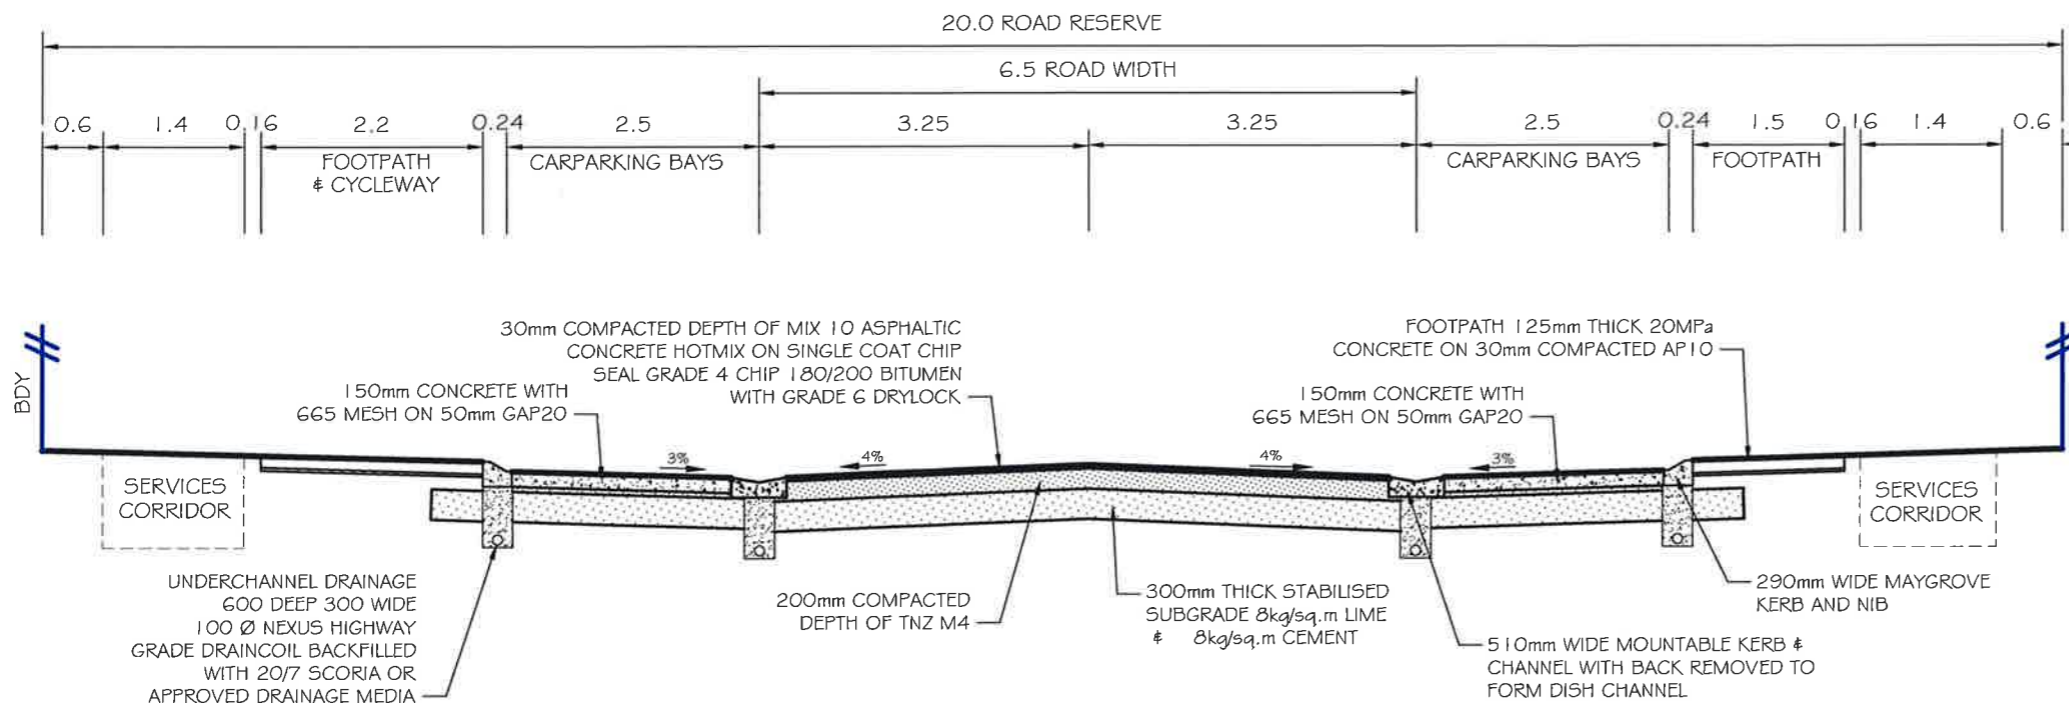 20.0 ROAD RESERVE
6.5 ROAD WIDTH
0.6 1.4 0.16 2.2 0.24 2.5 3.25 3.25 2.5 0.24 1.5 0.16 1.4 0.6
FOOTPATH
& CYCLEWAY
CARPARKING BAYS
CARPARKING BAYS
FOOTPATH
30mm COMPACTED DEPTH OF MIX 10 ASPHALTIC
CONCRETE HOTMIX ON SINGLE COAT CHIP
SEAL GRADE 4 CHIP 180/200 BITUMEN
WITH GRADE 6 DRYLOCK
FOOTPATH 125mm THICK 20MPa
CONCRETE ON 30mm COMPACTED AP10
BDY
150mm CONCRETE WITH
665 MESH ON 50mm GAP20
150mm CONCRETE WITH
665 MESH ON 50mm GAP20
3% 4% 4% 3%
SERVICES
CORRIDOR
SERVICES
CORRIDOR
UNDERCHANNEL DRAINAGE
600 DEEP 300 WIDE
100 Ø NEXUS HIGHWAY
GRADE DRAINCOIL BACKFILLED
WITH 20/7 SCORIA OR
APPROVED DRAINAGE MEDIA
200mm COMPACTED
DEPTH OF TNZ M4
300mm THICK STABILISED
SUBGRADE 8kg/sq.m LIME
& 8kg/sq.m CEMENT
290mm WIDE MAYGROVE
KERB AND NIB
510mm WIDE MOUNTABLE KERB &
CHANNEL WITH BACK REMOVED TO
FORM DISH CHANNEL